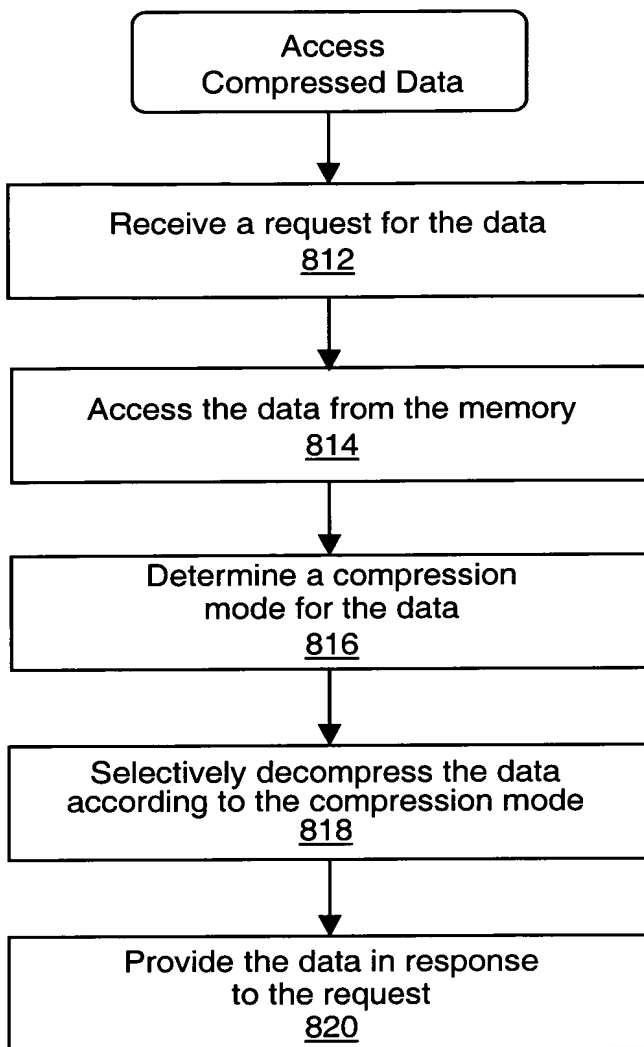 Access
Compressed Data
Receive a request for the data
812
Access the data from the memory
814
Determine a compression
mode for the data
816
Selectively decompress the data
according to the compression mode
818
Provide the data in response
to the request
820